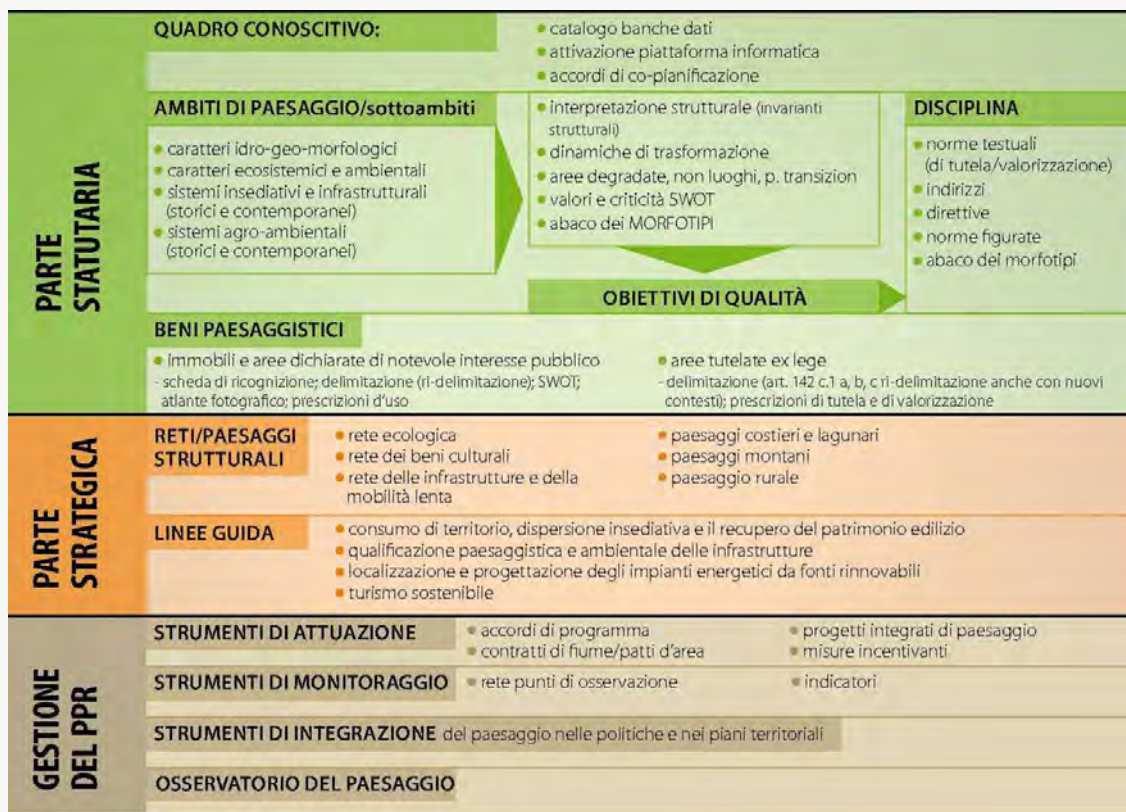 PARTE
STATUTARIA
QUADRO CONOSCITIVO:
• catalogo banche dati
• attivazione piattaforma informatica
• accordi di co-pianificazione
AMBITI DI PAESAGGIO/sottoambiti
• caratteri idro-geo-morfologici
• caratteri ecosistemici e ambientali
• sistemi insediativi e infrastrutturali
(storici e contemporanei)
• sistemi agro-ambientali
(storici e contemporanei)
• interpretazione strutturale (invarianti
strutturali)
• dinamiche di trasformazione
• aree degradate, non luoghi, p. transizion
• valori e criticità SWOT
• abaco dei MORFOTIPI
OBIETTIVI DI QUALITÀ
DISCIPLINA
• norme testuali
(di tutela/valorizzazione)
• indirizzi
• direttive
• norme figurate
• abaco dei morfotipi
BENI PAESAGGISTICI
• immobili e aree dichiarate di notevole interesse pubblico
- scheda di ricognizione; delimitazione (ri-delimitazione); SWOT;
atlante fotografico; prescrizioni d'uso
• aree tutelate ex lege
- delimitazione (art. 142 c.1 a, b, c ri-delimitazione anche con nuovi
contesti); prescrizioni di tutela e di valorizzazione
PARTE
STRATEGICA
RETI/PAESAGGI
STRUTTURALI
• rete ecologica
• rete dei beni culturali
• rete delle infrastrutture e della
mobilità lenta
• paesaggi costieri e lagunari
• paesaggi montani
• paesaggio rurale
LINEE GUIDA
• consumo di territorio, dispersione insediativa e il recupero del patrimonio edilizio
• qualificazione paesaggistica e ambientale delle infrastrutture
• localizzazione e progettazione degli impianti energetici da fonti rinnovabili
• turismo sostenibile
GESTIONE
DEL PPR
STRUMENTI DI ATTUAZIONE
• accordi di programma
• contratti di fiume/patti d'area
• progetti integrati di paesaggio
• misure incentivanti
STRUMENTI DI MONITORAGGIO
• rete punti di osservazione
• indicatori
STRUMENTI DI INTEGRAZIONE del paesaggio nelle politiche e nei piani territoriali
OSSERVATORIO DEL PAESAGGIO